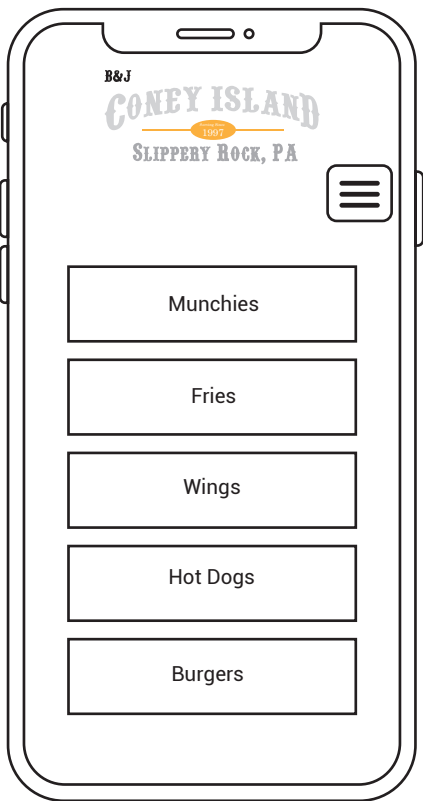 B&J
CONEY ISLAND
1997
SLIPPERY ROCK, PA
Munchies
Fries
Wings
Hot Dogs
Burgers